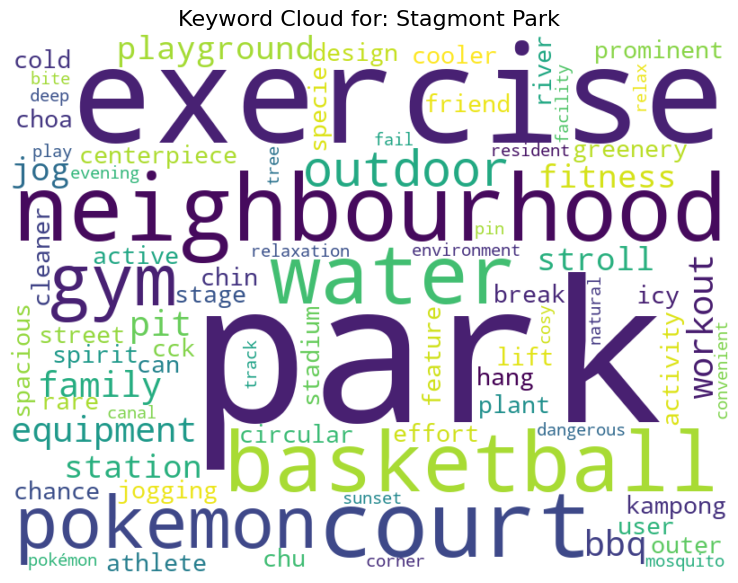 Keyword Cloud for: Stagmont Park
cold playground design cooler river prominent
bite exercise
deep specie friend facility relax
choa fail
play centerpiece tree outdoor resident greenery
jog evening fitness
neighbourhood pin
cleaner active relaxation environment stroll
gym chin water
stage break icy workout
spacious street pit stadium park feature cosy natural activity convenient
spirit can cck track lift
family hang
rare canal plant
equipment circular effort dangerous
station basketball
chance jogging sunset kampong
pokemon court user
bbq outer
pokémon athlete chu corner mosquito